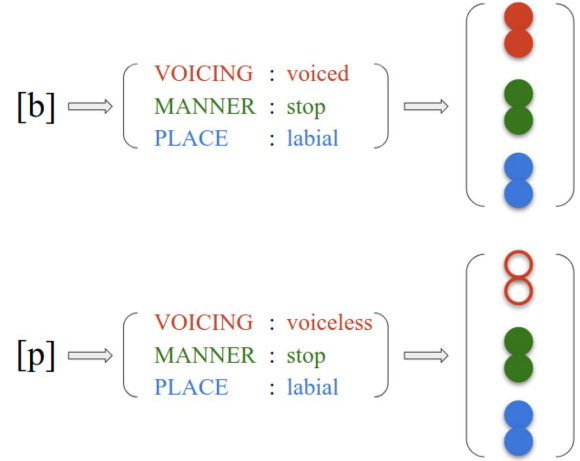 [b]
VOICING : voiced
MANNER : stop
PLACE : labial
[p]
VOICING : voiceless
MANNER : stop
PLACE : labial